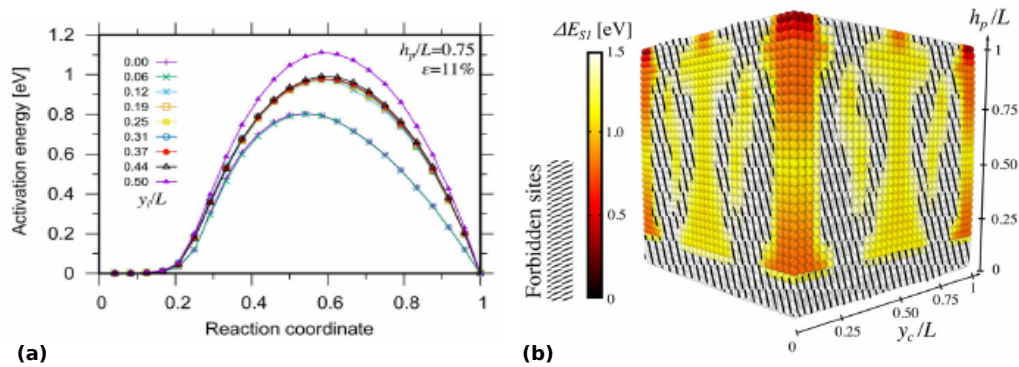 1.2
1
0.8
0.6
0.4
0.2
0
Activation energy [eV]
h_p/L=0.75
ε=11%
0.00
0.06
0.12
0.19
0.25
0.31
0.37
0.44
0.50
y_i/L
0 0.2 0.4 0.6 0.8 1
Reaction coordinate
(a)
(b)
ΔE_S1 [eV]
1.5
1.0
0.5
0
Forbidden sites
h_p/L
1
0.75
0.50
0.25
0
0 0.25 0.50 0.75 1
y_c/L